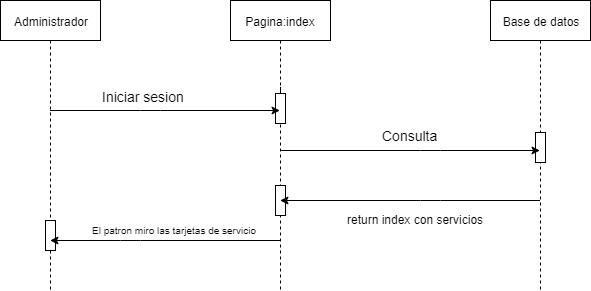 Administrador
Pagina:index
Base de datos
Iniciar sesion
Consulta
return index con servicios
El patron miro las tarjetas de servicio